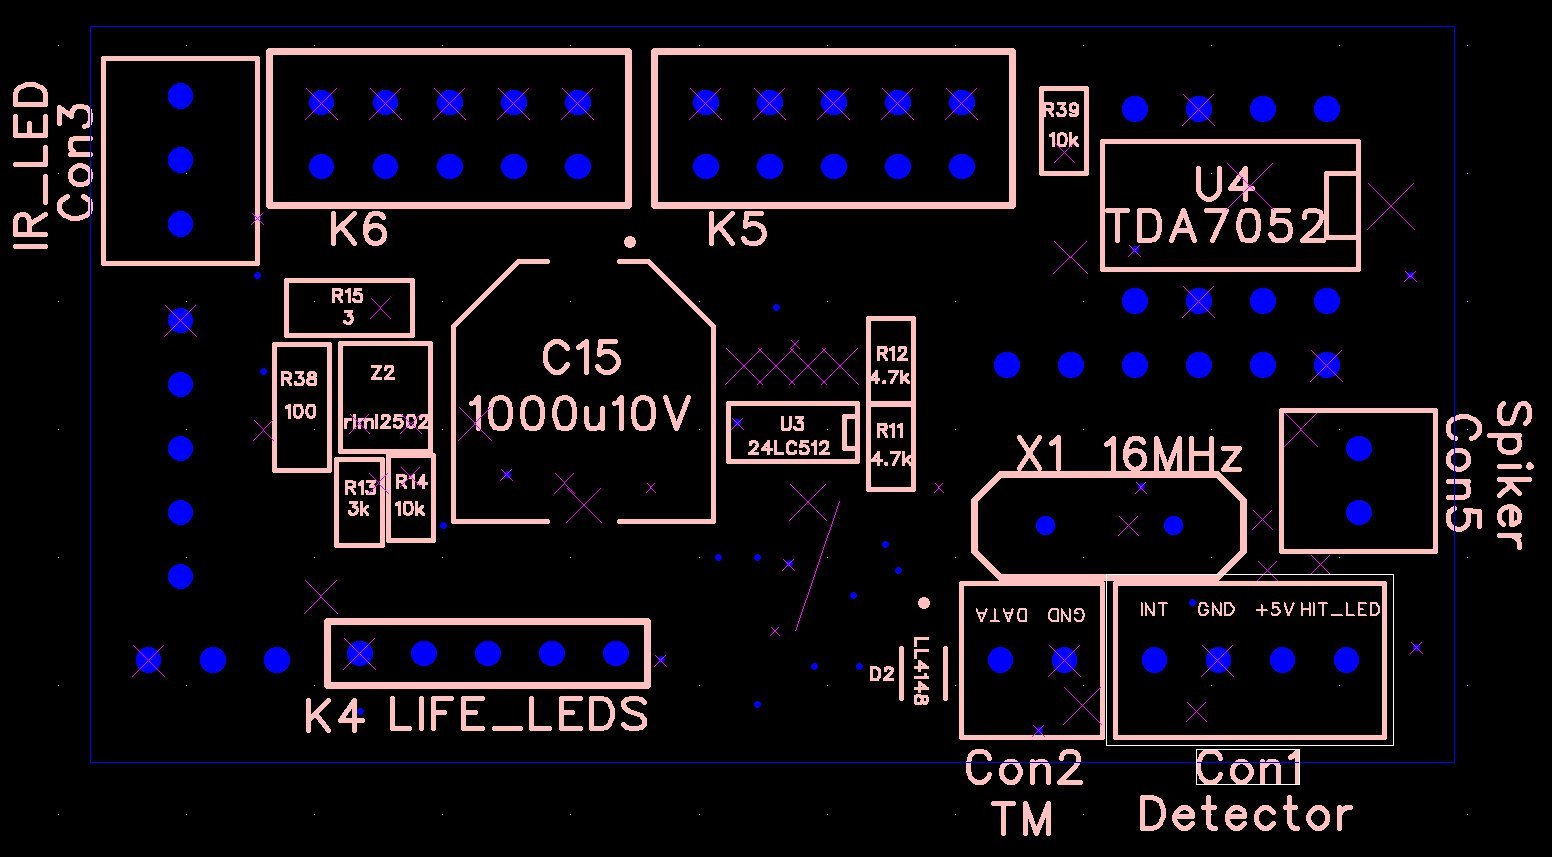 IR_LED
Con3
K6
K5
R39
10k
U4
TDA7052
R15
3
R38
100
Z2
rlml2502
C15
1000u10V
R12
4.7k
R11
4.7k
U3
24LC512
R13
3k
R14
10k
X1 16MHz
Spiker
Con5
DATA GND
INT GND +5V HIT_LED
D2
LL4148
K4 LIFE_LEDS
Con2
TM
Con1
Detector